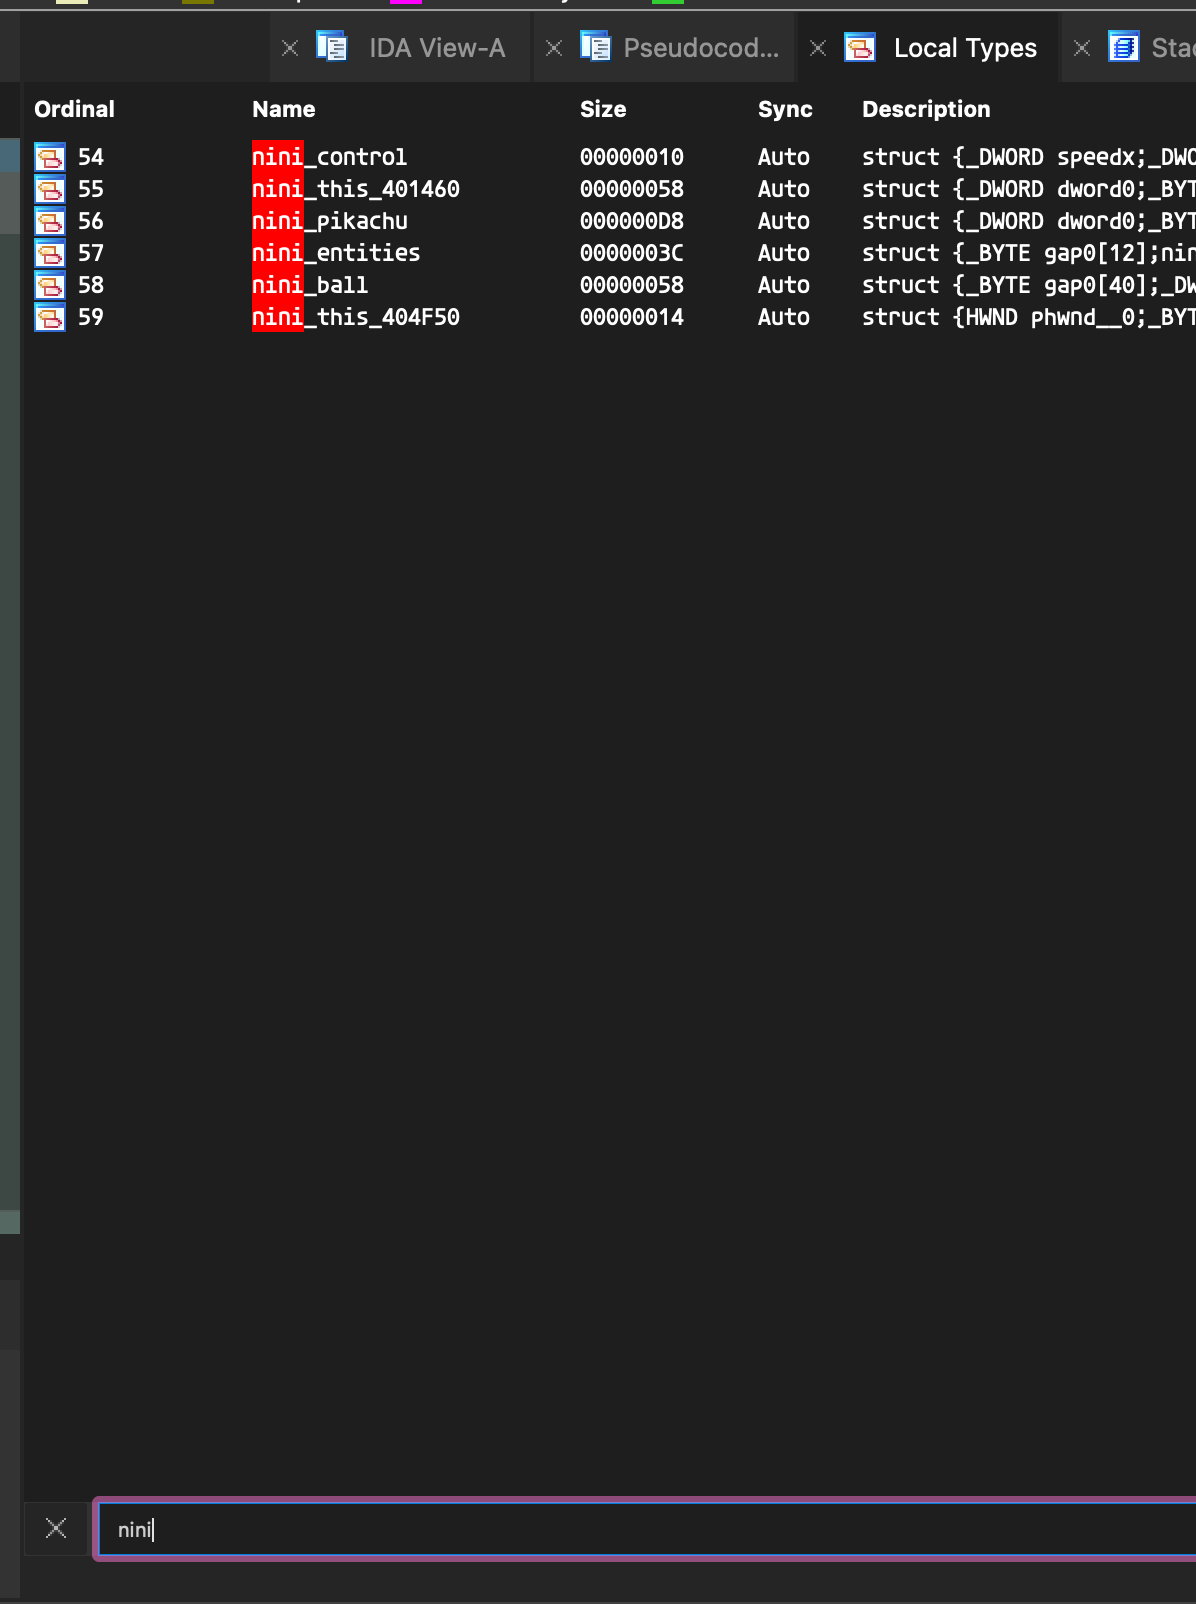 IDA View-A Pseudocod... Local Types
Ordinal Name Size Sync Description
54 nini_control 00000010 Auto struct {_DWORD speedx;_DWO
55 nini_this_401460 00000058 Auto struct {_DWORD dword0;_BYT
56 nini_pikachu 000000D8 Auto struct {_DWORD dword0;_BYT
57 nini_entities 0000003C Auto struct {_BYTE gap0[12];nin
58 nini_ball 00000058 Auto struct {_BYTE gap0[40];_DW
59 nini_this_404F50 00000014 Auto struct {HWND phwnd__0;_BYT
nini